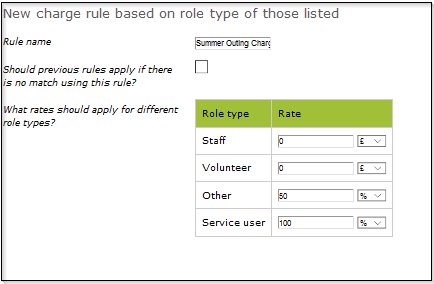 New charge rule based on role type of those listed
Rule name
Summer Outing Charg
Should previous rules apply if there
is no match using this rule?
What rates should apply for different
role types?
Role type Rate
Staff 0 £
Volunteer 0 £
Other 50 %
Service user 100 %